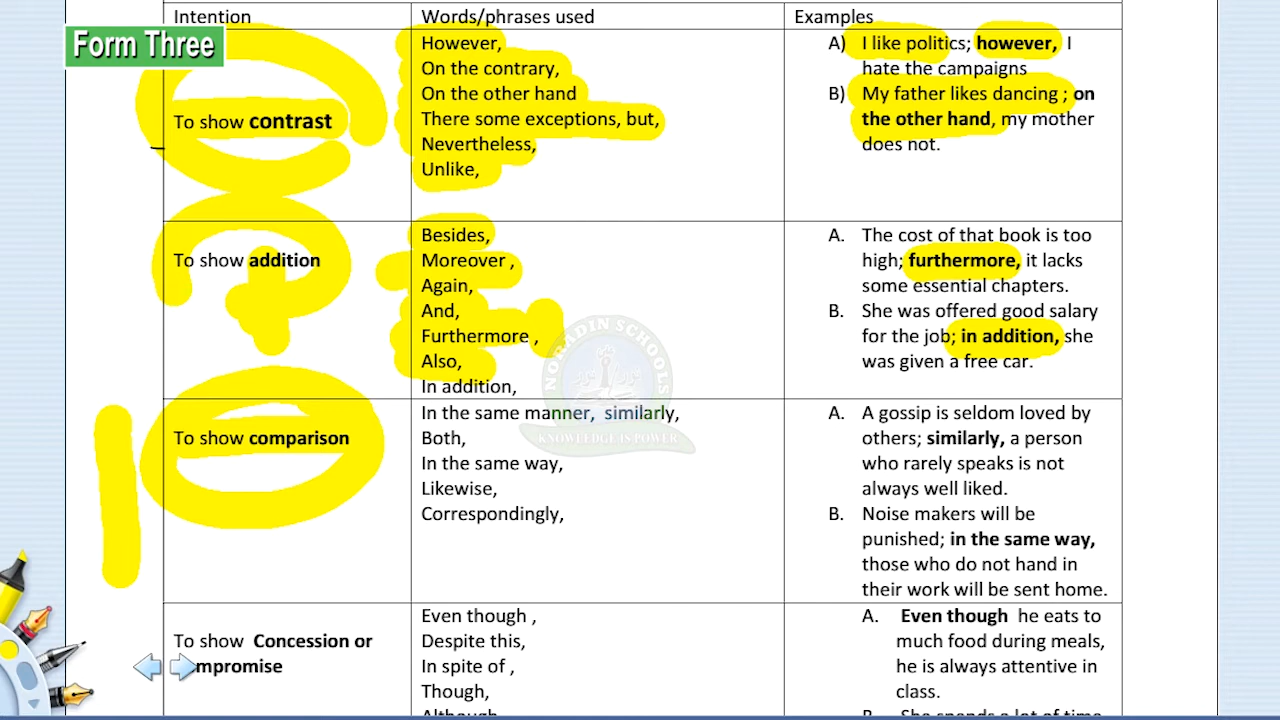 Intention Words/phrases used Examples
Form Three
To show contrast
However,
On the contrary,
On the other hand
There some exceptions, but,
Nevertheless,
Unlike,
A) I like politics; however, I
hate the campaigns
B) My father likes dancing ; on
the other hand, my mother
does not.
To show addition
Besides,
Moreover ,
Again,
And,
Furthermore ,
Also,
In addition,
A. The cost of that book is too
high; furthermore, it lacks
some essential chapters.
B. She was offered good salary
for the job; in addition, she
was given a free car.
NORADIN SCHOOLS
KNOWLEDGE IS POWER
To show comparison
In the same manner, similarly,
Both,
In the same way,
Likewise,
Correspondingly,
A. A gossip is seldom loved by
others; similarly, a person
who rarely speaks is not
always well liked.
B. Noise makers will be
punished; in the same way,
those who do not hand in
their work will be sent home.
To show Concession or
mpromise
Even though ,
Despite this,
In spite of ,
Though,
Although
A. Even though he eats to
much food during meals,
he is always attentive in
class.
B. She spends a lot of time